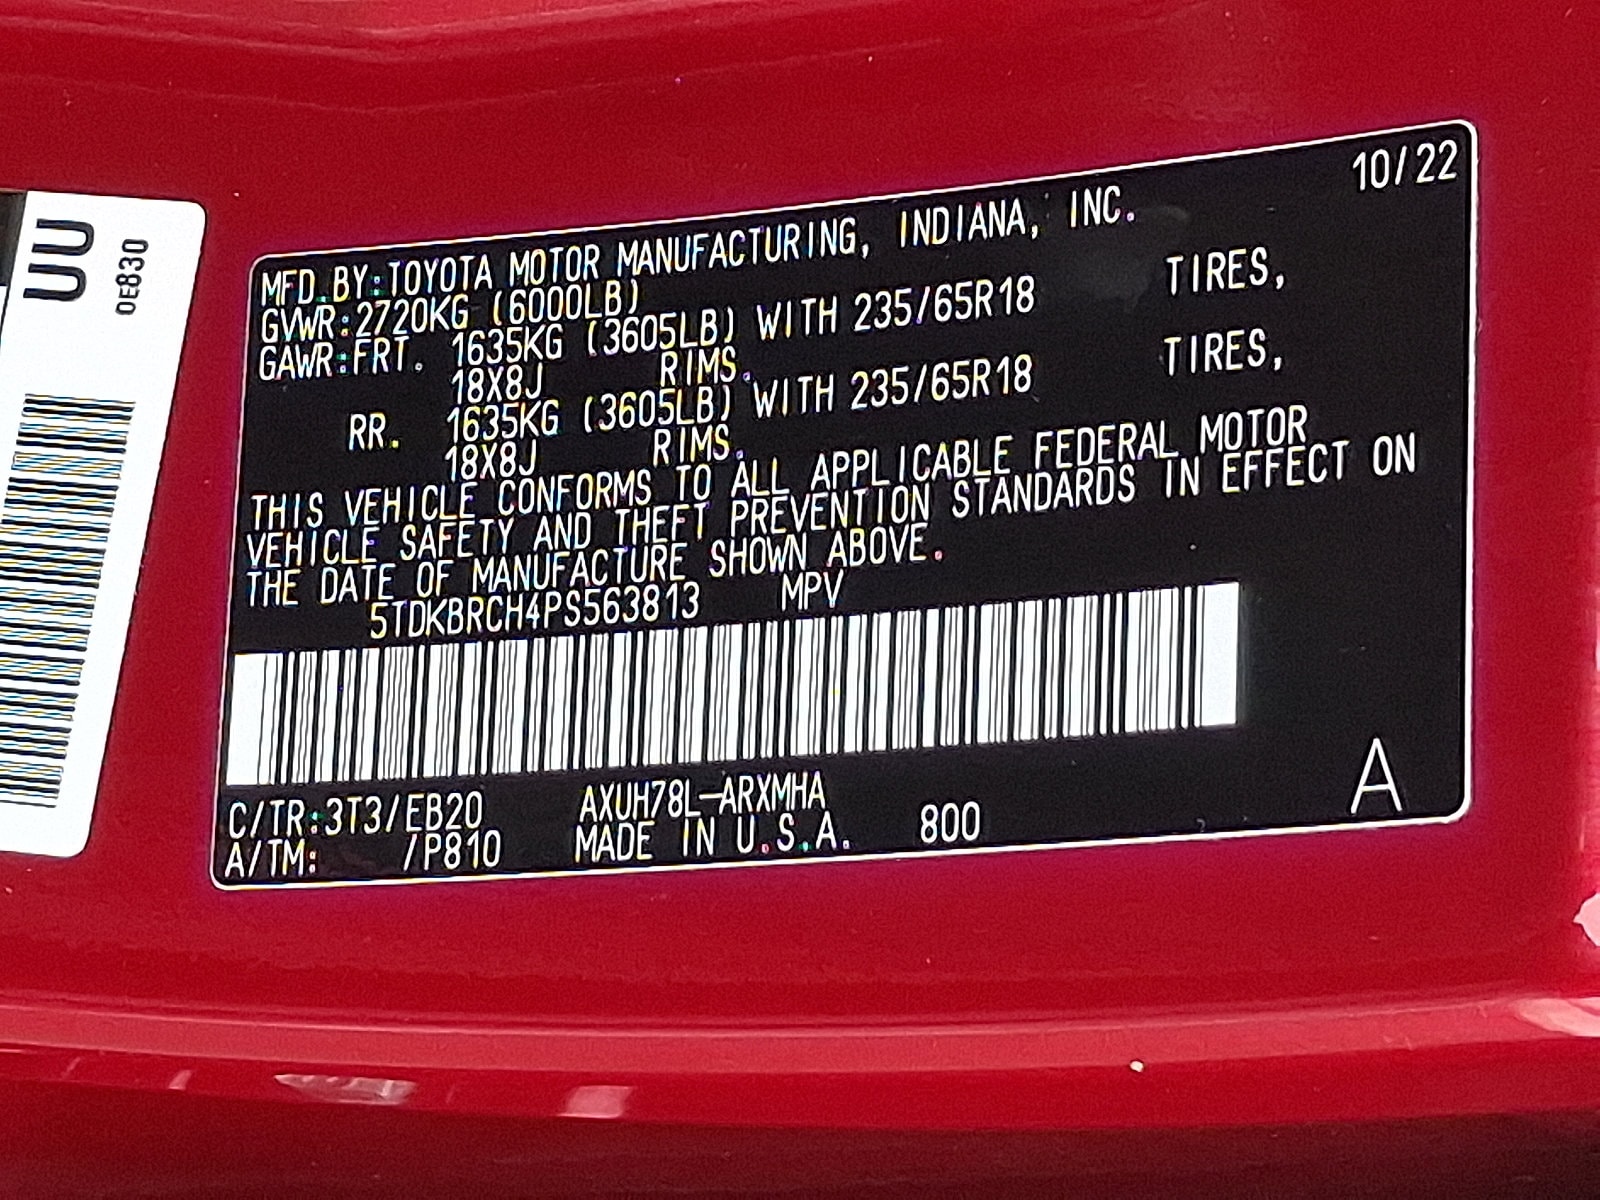 UU
0E830
10/22
MFD.BY:TOYOTA MOTOR MANUFACTURING, INDIANA, INC.
GVWR:2720KG (6000LB)
GAWR:FRT. 1635KG (3605LB) WITH 235/65R18 TIRES,
18X8J RIMS.
RR. 1635KG (3605LB) WITH 235/65R18 TIRES,
18X8J RIMS.
THIS VEHICLE CONFORMS TO ALL APPLICABLE FEDERAL MOTOR
VEHICLE SAFETY AND THEFT PREVENTION STANDARDS IN EFFECT ON
THE DATE OF MANUFACTURE SHOWN ABOVE.
5TDKBRCH4PS563813 MPV
C/TR:3T3/EB20 AXUH78L-ARXMHA
A/TM: /P810 MADE IN U.S.A. 800
A